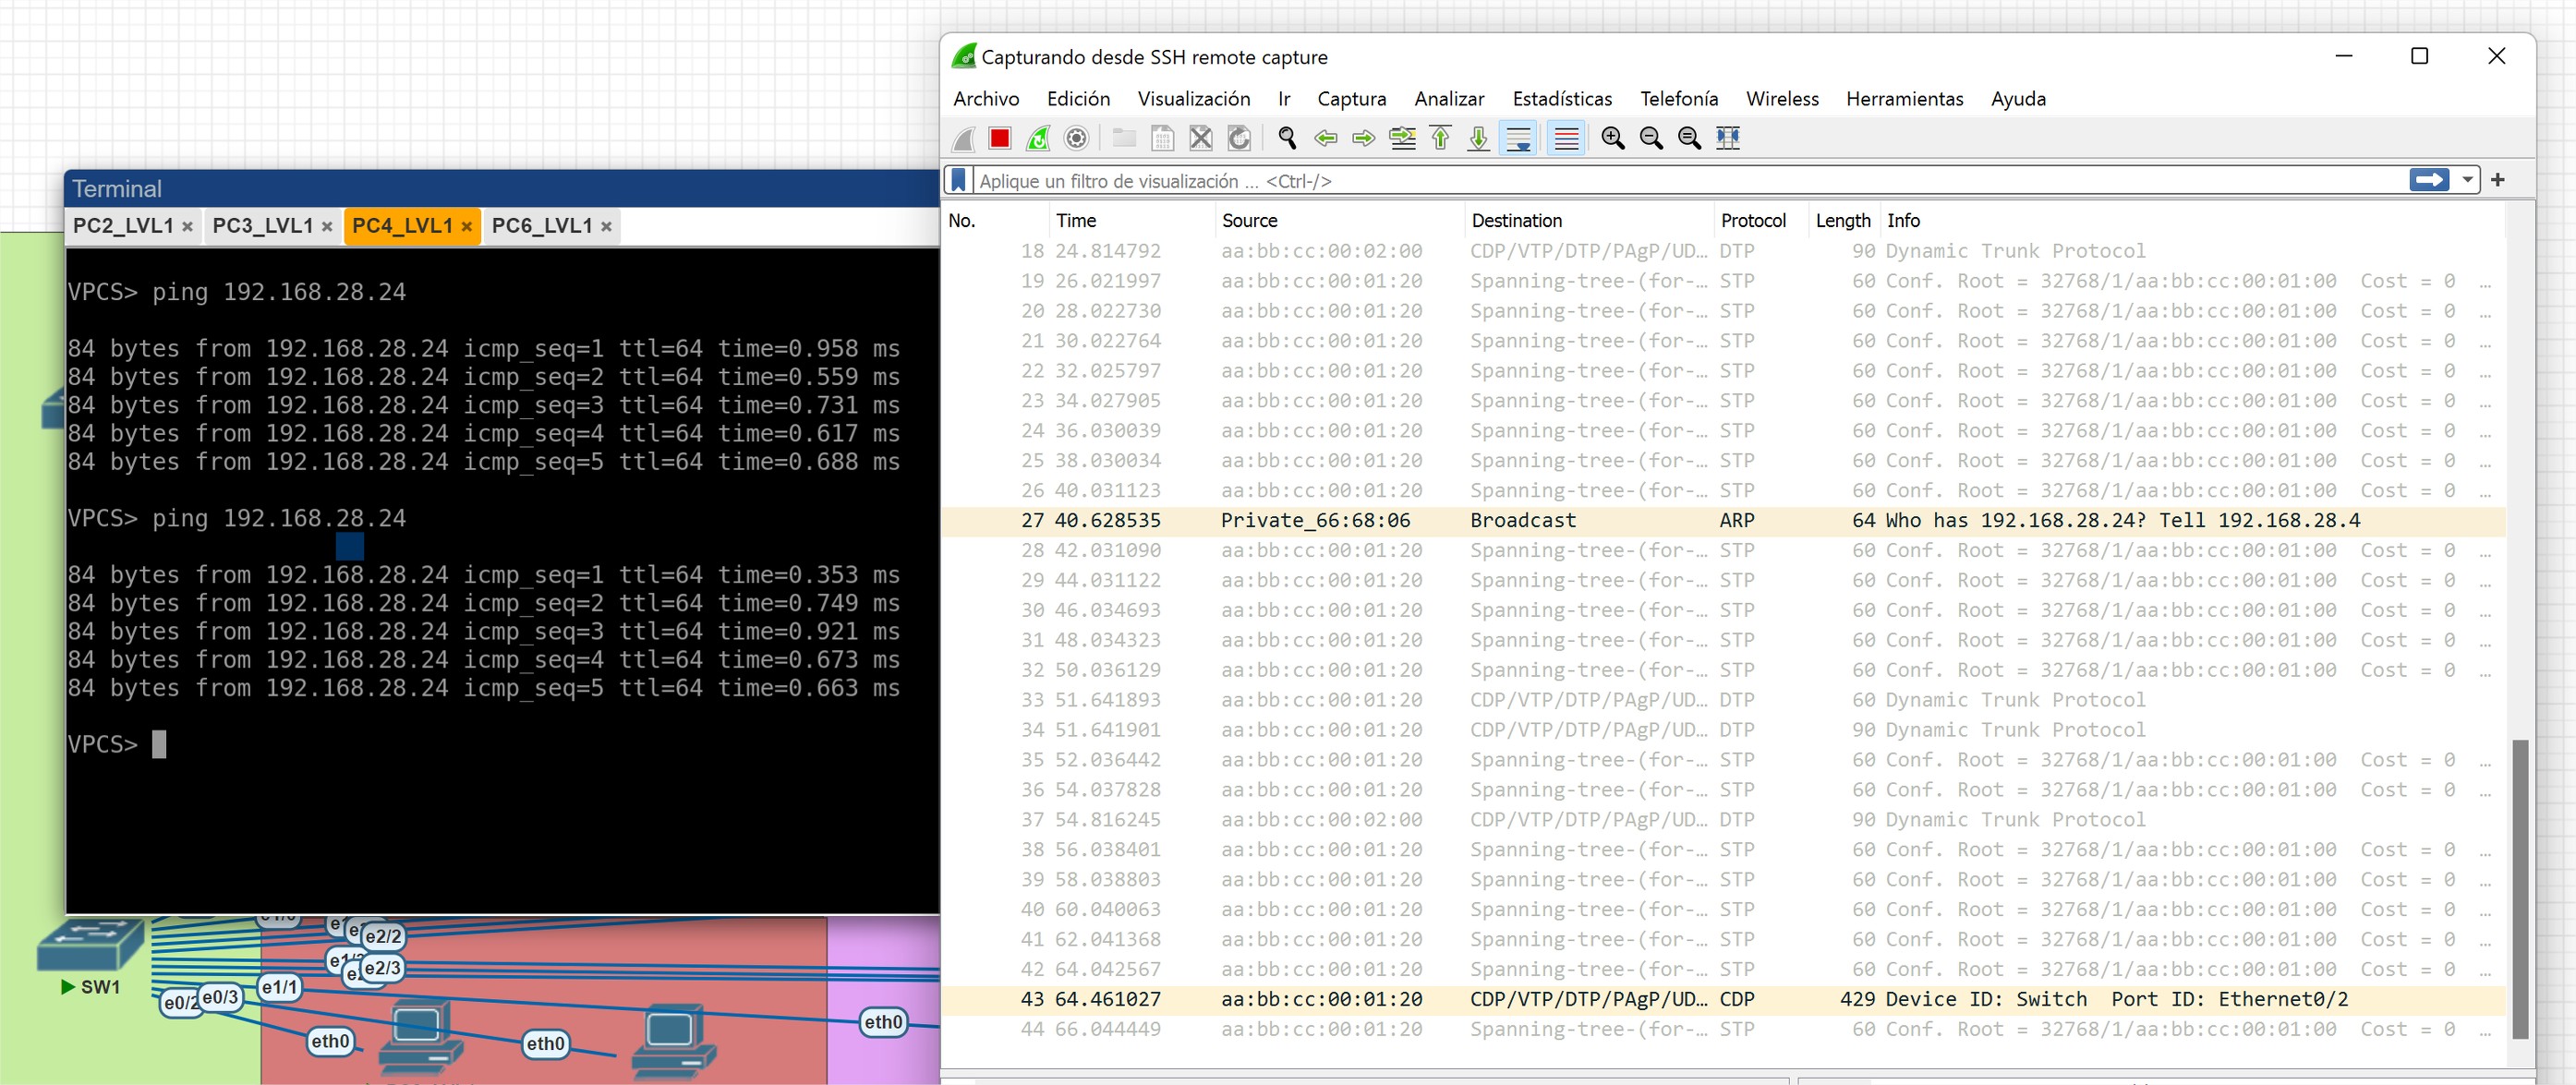 Terminal
PC2_LVL1 × PC3_LVL1 × PC4_LVL1 × PC6_LVL1 ×
VPCS> ping 192.168.28.24
84 bytes from 192.168.28.24 icmp_seq=1 ttl=64 time=0.958 ms
84 bytes from 192.168.28.24 icmp_seq=2 ttl=64 time=0.559 ms
84 bytes from 192.168.28.24 icmp_seq=3 ttl=64 time=0.731 ms
84 bytes from 192.168.28.24 icmp_seq=4 ttl=64 time=0.617 ms
84 bytes from 192.168.28.24 icmp_seq=5 ttl=64 time=0.688 ms
VPCS> ping 192.168.28.24
84 bytes from 192.168.28.24 icmp_seq=1 ttl=64 time=0.353 ms
84 bytes from 192.168.28.24 icmp_seq=2 ttl=64 time=0.749 ms
84 bytes from 192.168.28.24 icmp_seq=3 ttl=64 time=0.921 ms
84 bytes from 192.168.28.24 icmp_seq=4 ttl=64 time=0.673 ms
84 bytes from 192.168.28.24 icmp_seq=5 ttl=64 time=0.663 ms
VPCS>
e2/2
e2/3
SW1
e0/2 e0/3 e1/1
eth0
eth0
eth0
Capturando desde SSH remote capture
Archivo Edición Visualización Ir Captura Analizar Estadísticas Telefonía Wireless Herramientas Ayuda
Aplique un filtro de visualización ... <Ctrl-/>
No. Time Source Destination Protocol Length Info
18 24.814792 aa:bb:cc:00:02:00 CDP/VTP/DTP/PAgP/UD… DTP 90 Dynamic Trunk Protocol
19 26.021997 aa:bb:cc:00:01:20 Spanning-tree-(for-… STP 60 Conf. Root = 32768/1/aa:bb:cc:00:01:00 Cost = 0 …
20 28.022730 aa:bb:cc:00:01:20 Spanning-tree-(for-… STP 60 Conf. Root = 32768/1/aa:bb:cc:00:01:00 Cost = 0 …
21 30.022764 aa:bb:cc:00:01:20 Spanning-tree-(for-… STP 60 Conf. Root = 32768/1/aa:bb:cc:00:01:00 Cost = 0 …
22 32.025797 aa:bb:cc:00:01:20 Spanning-tree-(for-… STP 60 Conf. Root = 32768/1/aa:bb:cc:00:01:00 Cost = 0 …
23 34.027905 aa:bb:cc:00:01:20 Spanning-tree-(for-… STP 60 Conf. Root = 32768/1/aa:bb:cc:00:01:00 Cost = 0 …
24 36.030039 aa:bb:cc:00:01:20 Spanning-tree-(for-… STP 60 Conf. Root = 32768/1/aa:bb:cc:00:01:00 Cost = 0 …
25 38.030034 aa:bb:cc:00:01:20 Spanning-tree-(for-… STP 60 Conf. Root = 32768/1/aa:bb:cc:00:01:00 Cost = 0 …
26 40.031123 aa:bb:cc:00:01:20 Spanning-tree-(for-… STP 60 Conf. Root = 32768/1/aa:bb:cc:00:01:00 Cost = 0 …
27 40.628535 Private_66:68:06 Broadcast ARP 64 Who has 192.168.28.24? Tell 192.168.28.4
28 42.031090 aa:bb:cc:00:01:20 Spanning-tree-(for-… STP 60 Conf. Root = 32768/1/aa:bb:cc:00:01:00 Cost = 0 …
29 44.031122 aa:bb:cc:00:01:20 Spanning-tree-(for-… STP 60 Conf. Root = 32768/1/aa:bb:cc:00:01:00 Cost = 0 …
30 46.034693 aa:bb:cc:00:01:20 Spanning-tree-(for-… STP 60 Conf. Root = 32768/1/aa:bb:cc:00:01:00 Cost = 0 …
31 48.034323 aa:bb:cc:00:01:20 Spanning-tree-(for-… STP 60 Conf. Root = 32768/1/aa:bb:cc:00:01:00 Cost = 0 …
32 50.036129 aa:bb:cc:00:01:20 Spanning-tree-(for-… STP 60 Conf. Root = 32768/1/aa:bb:cc:00:01:00 Cost = 0 …
33 51.641893 aa:bb:cc:00:01:20 CDP/VTP/DTP/PAgP/UD… DTP 60 Dynamic Trunk Protocol
34 51.641901 aa:bb:cc:00:01:20 CDP/VTP/DTP/PAgP/UD… DTP 90 Dynamic Trunk Protocol
35 52.036442 aa:bb:cc:00:01:20 Spanning-tree-(for-… STP 60 Conf. Root = 32768/1/aa:bb:cc:00:01:00 Cost = 0 …
36 54.037828 aa:bb:cc:00:01:20 Spanning-tree-(for-… STP 60 Conf. Root = 32768/1/aa:bb:cc:00:01:00 Cost = 0 …
37 54.816245 aa:bb:cc:00:02:00 CDP/VTP/DTP/PAgP/UD… DTP 90 Dynamic Trunk Protocol
38 56.038401 aa:bb:cc:00:01:20 Spanning-tree-(for-… STP 60 Conf. Root = 32768/1/aa:bb:cc:00:01:00 Cost = 0 …
39 58.038803 aa:bb:cc:00:01:20 Spanning-tree-(for-… STP 60 Conf. Root = 32768/1/aa:bb:cc:00:01:00 Cost = 0 …
40 60.040063 aa:bb:cc:00:01:20 Spanning-tree-(for-… STP 60 Conf. Root = 32768/1/aa:bb:cc:00:01:00 Cost = 0 …
41 62.041368 aa:bb:cc:00:01:20 Spanning-tree-(for-… STP 60 Conf. Root = 32768/1/aa:bb:cc:00:01:00 Cost = 0 …
42 64.042567 aa:bb:cc:00:01:20 Spanning-tree-(for-… STP 60 Conf. Root = 32768/1/aa:bb:cc:00:01:00 Cost = 0 …
43 64.461027 aa:bb:cc:00:01:20 CDP/VTP/DTP/PAgP/UD… CDP 429 Device ID: Switch Port ID: Ethernet0/2
44 66.044449 aa:bb:cc:00:01:20 Spanning-tree-(for-… STP 60 Conf. Root = 32768/1/aa:bb:cc:00:01:00 Cost = 0 …